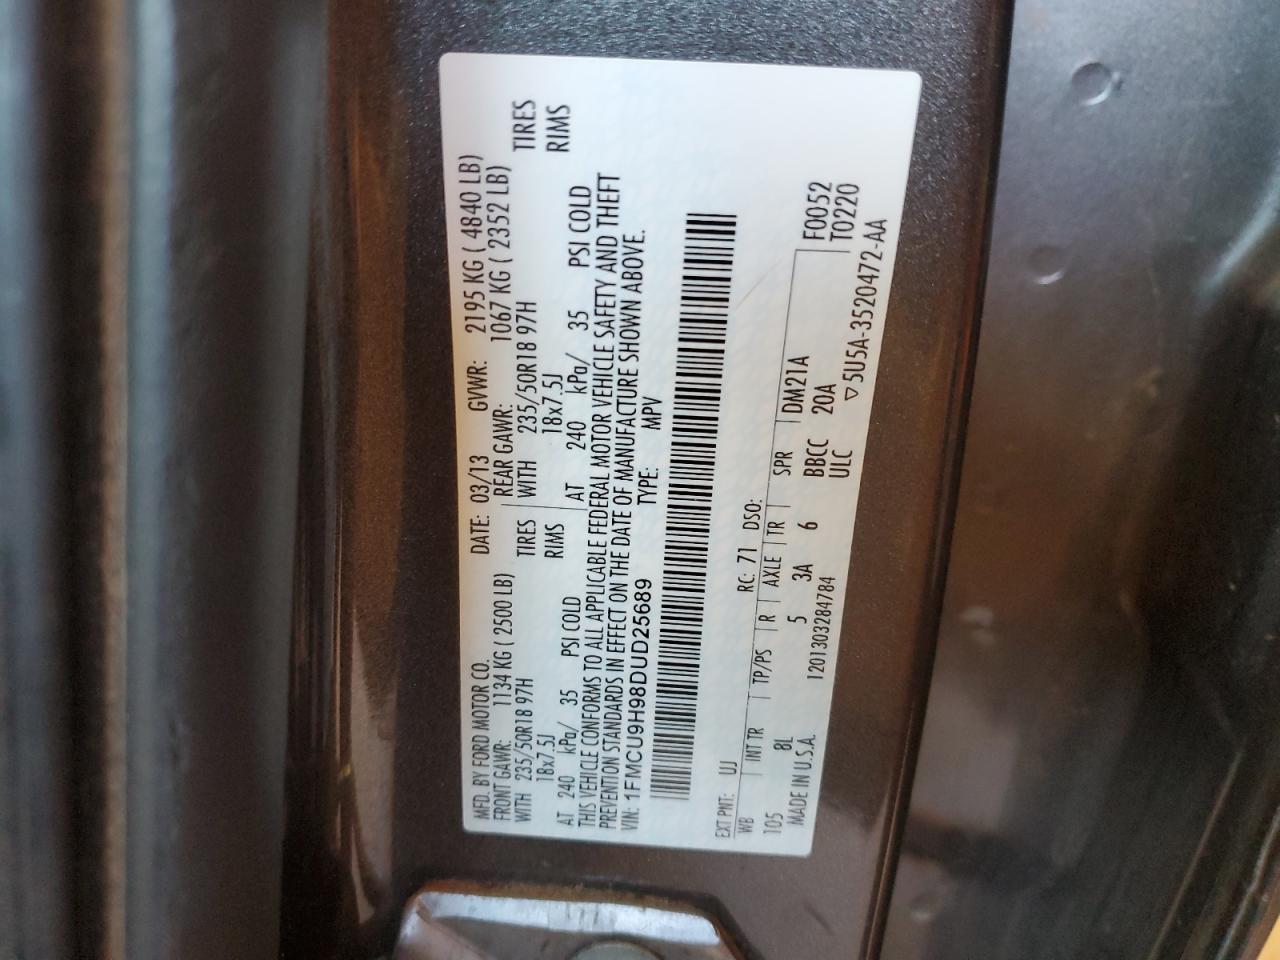 MFD. BY FORD MOTOR CO. DATE: 03/13 GVWR: 2195 KG ( 4840 LB)
FRONT GAWR: 1134 KG ( 2500 LB) REAR GAWR: 1067 KG ( 2352 LB)
WITH 235/50R18 97H TIRES WITH 235/50R18 97H TIRES
18x7.5J RIMS 18x7.5J RIMS
AT 240 kPa/ 35 PSI COLD AT 240 kPa/ 35 PSI COLD
THIS VEHICLE CONFORMS TO ALL APPLICABLE FEDERAL MOTOR VEHICLE SAFETY AND THEFT
PREVENTION STANDARDS IN EFFECT ON THE DATE OF MANUFACTURE SHOWN ABOVE.
VIN: 1FMCU9H98DUD25689 TYPE: MPV
EXT PNT: UJ RC: 71 DSO:
WB INT TR TP/PS R AXLE TR SPR DM21A F0052
105 8L 5 3A 6 BBCC 20A T0220
MADE IN U.S.A. 1201303284784 ULC ▽5U5A-3520472-AA